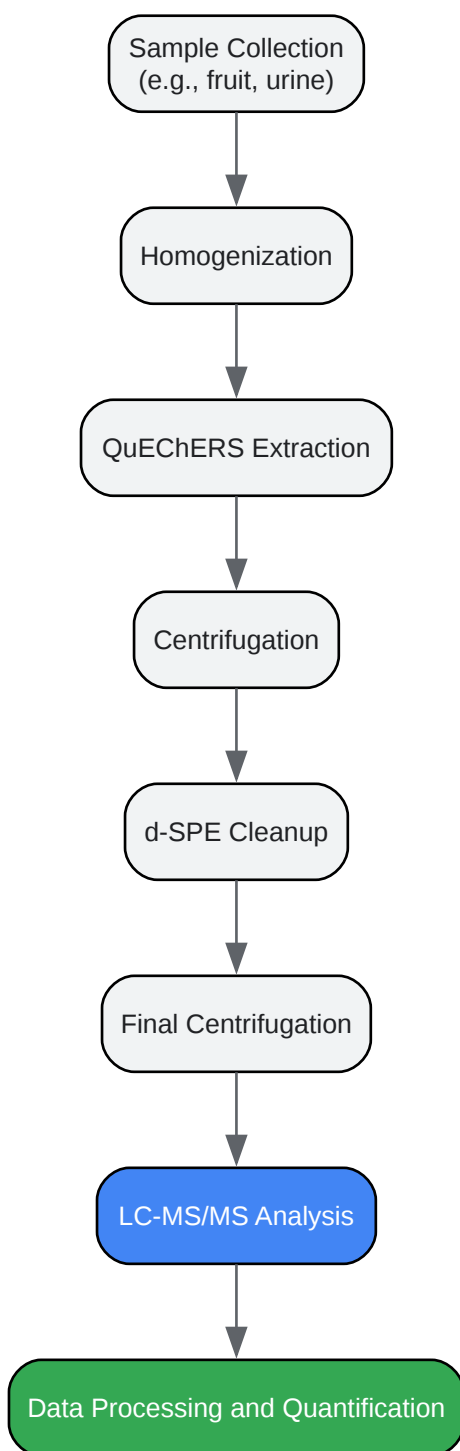 Sample Collection
(e.g., fruit, urine)
Homogenization
QuEChERS Extraction
Centrifugation
d-SPE Cleanup
Final Centrifugation
LC-MS/MS Analysis
Data Processing and Quantification